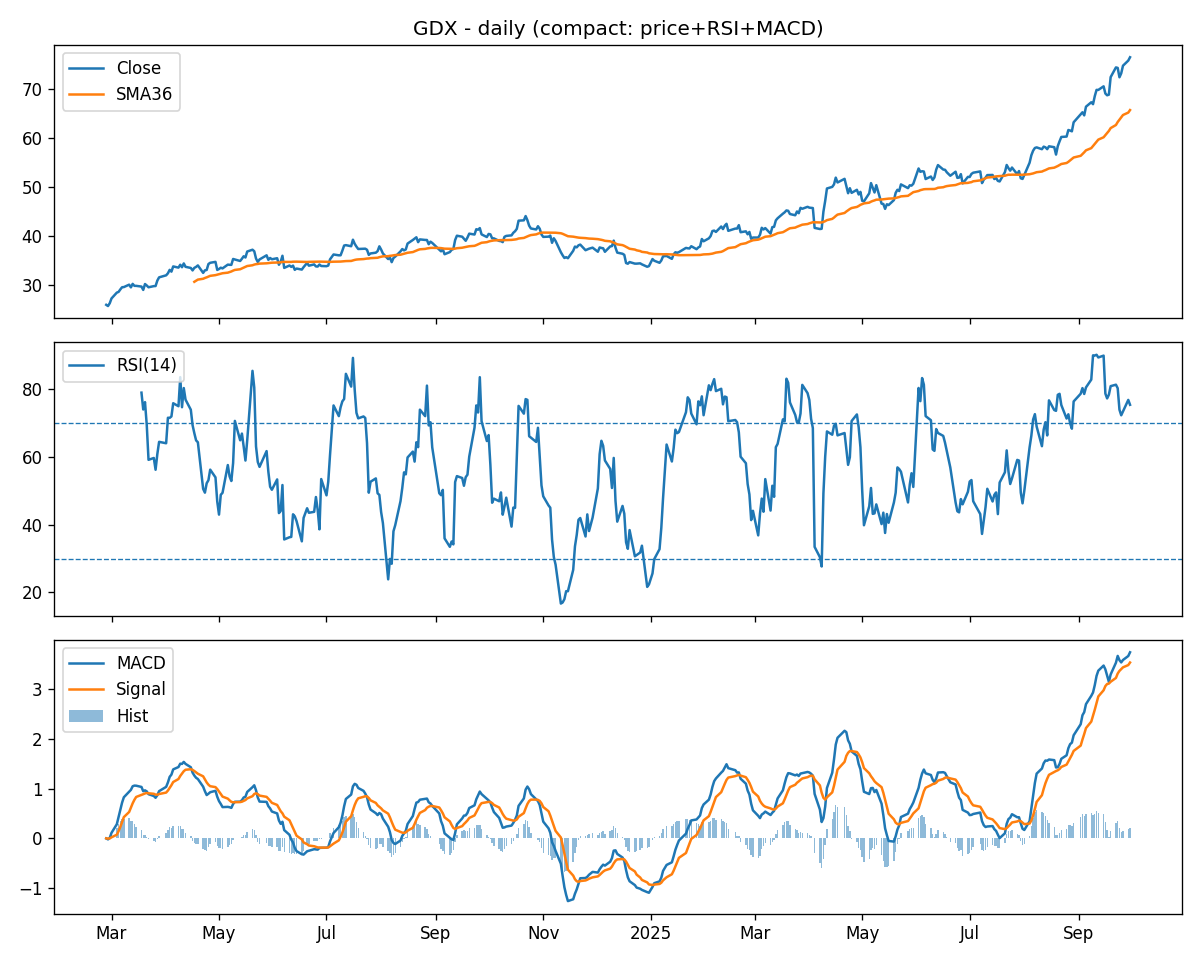 GDX - daily (compact: price+RSI+MACD)
Close
SMA36
70
60
50
40
30
RSI(14)
80
60
40
20
MACD
Signal
Hist
3
2
1
0
−1
Mar May Jul Sep Nov 2025 Mar May Jul Sep